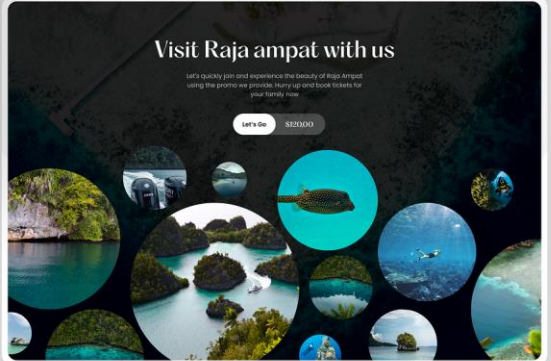 Visit Raja ampat with us
Let's quickly join and experience the beauty of Raja Ampat
using the promo we provide. Hurry up and book tickets for
your family now
Let's Go $120,00